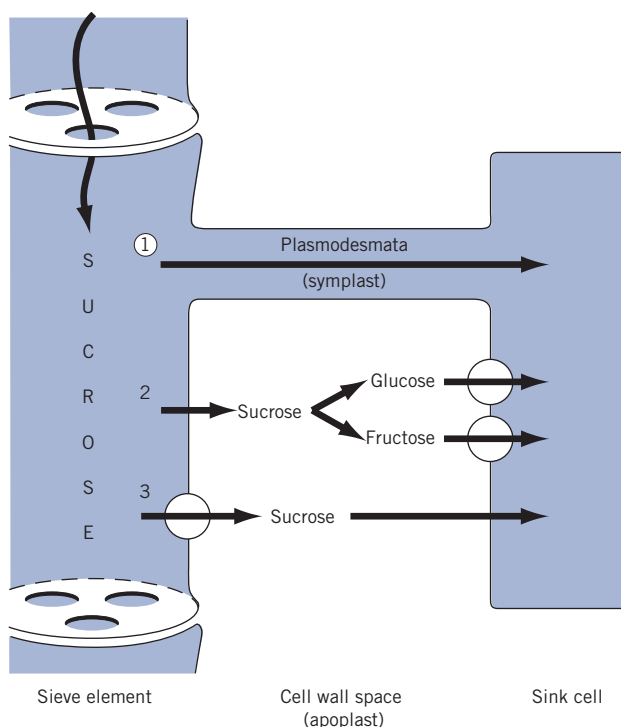 1
Plasmodesmata
(symplast)
S
U
C
R
O
S
E
2
Sucrose
Glucose
Fructose
3
Sucrose
Sieve element
Cell wall space
(apoplast)
Sink cell